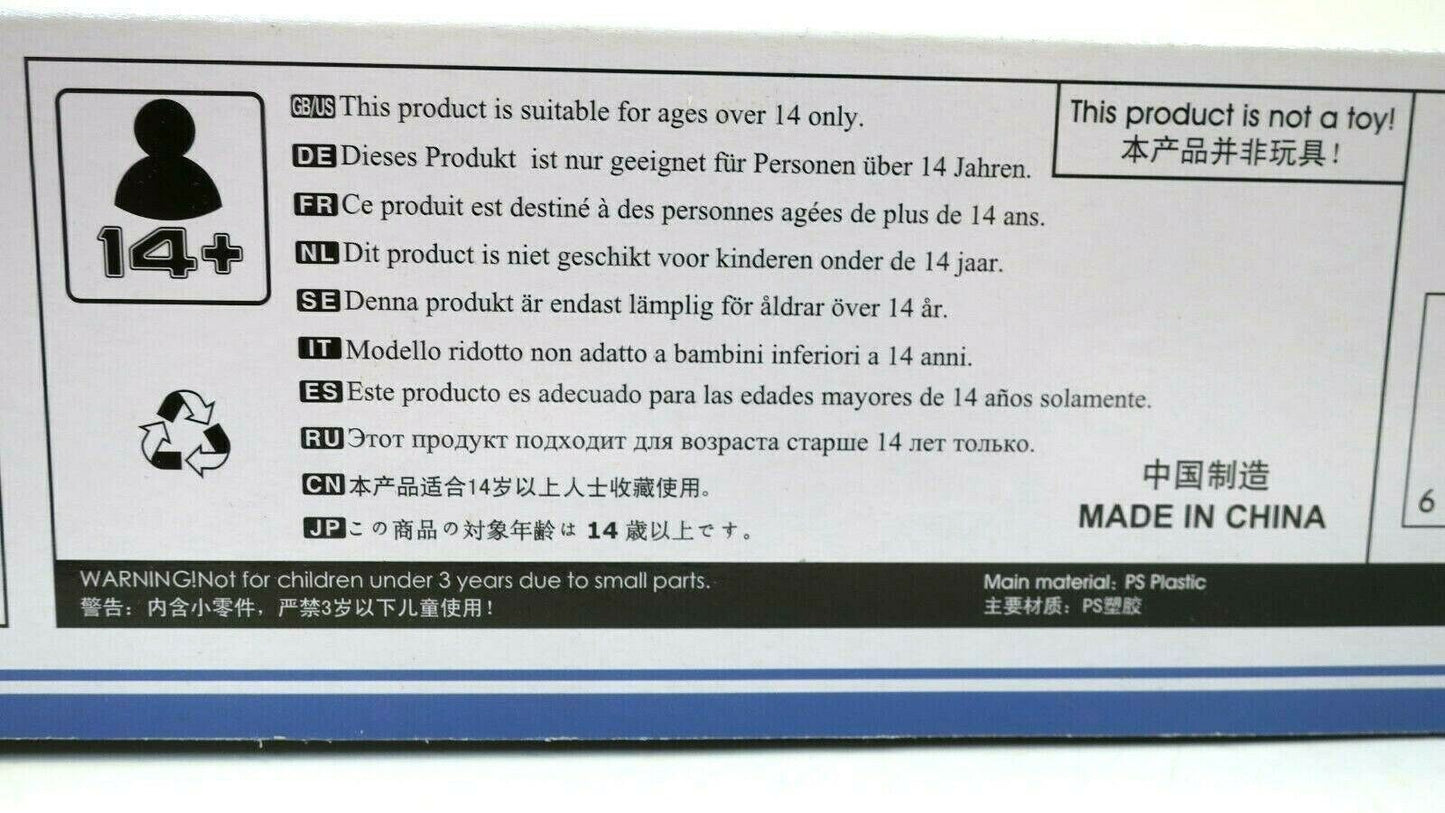 14+
GB/US This product is suitable for ages over 14 only.
DE Dieses Produkt ist nur geeignet für Personen über 14 Jahren.
FR Ce produit est destiné à des personnes agées de plus de 14 ans.
NL Dit product is niet geschikt voor kinderen onder de 14 jaar.
SE Denna produkt är endast lämplig för åldrar över 14 år.
IT Modello ridotto non adatto a bambini inferiori a 14 anni.
ES Este producto es adecuado para las edades mayores de 14 años solamente.
RU Этот продукт подходит для возраста старше 14 лет только.
CN 本产品适合14岁以上人士收藏使用。
JP この商品の対象年齢は 14 歳以上です。
This product is not a toy!
本产品并非玩具!
中国制造
MADE IN CHINA
6
WARNING!Not for children under 3 years due to small parts.
警告: 内含小零件, 严禁3岁以下儿童使用!
Main material: PS Plastic
主要材质: PS塑胶